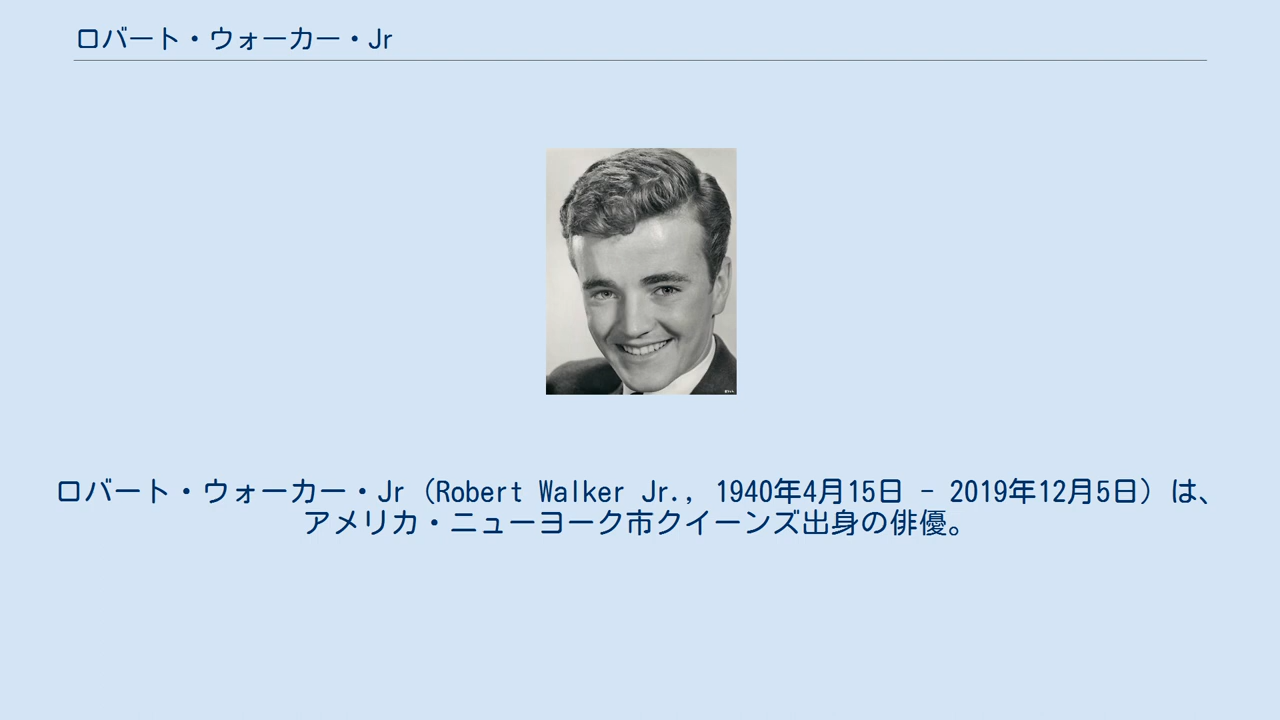 ロバート・ウォーカー・Jr
ロバート・ウォーカー・Jr（Robert Walker Jr., 1940年4月15日 - 2019年12月5日）は、
アメリカ・ニューヨーク市クイーンズ出身の俳優。